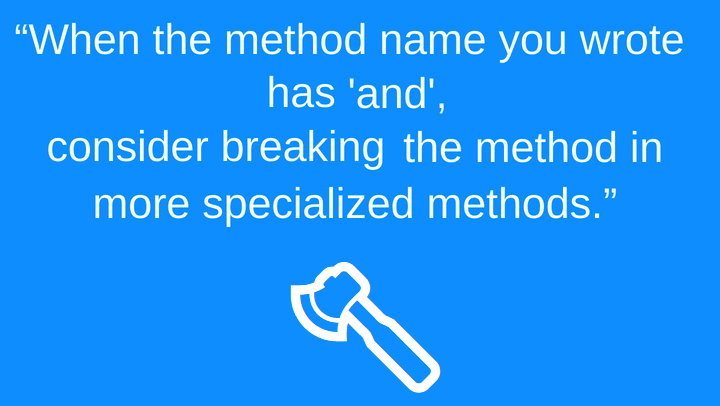 “When the method name you wrote
has 'and',
consider breaking the method in
more specialized methods.”